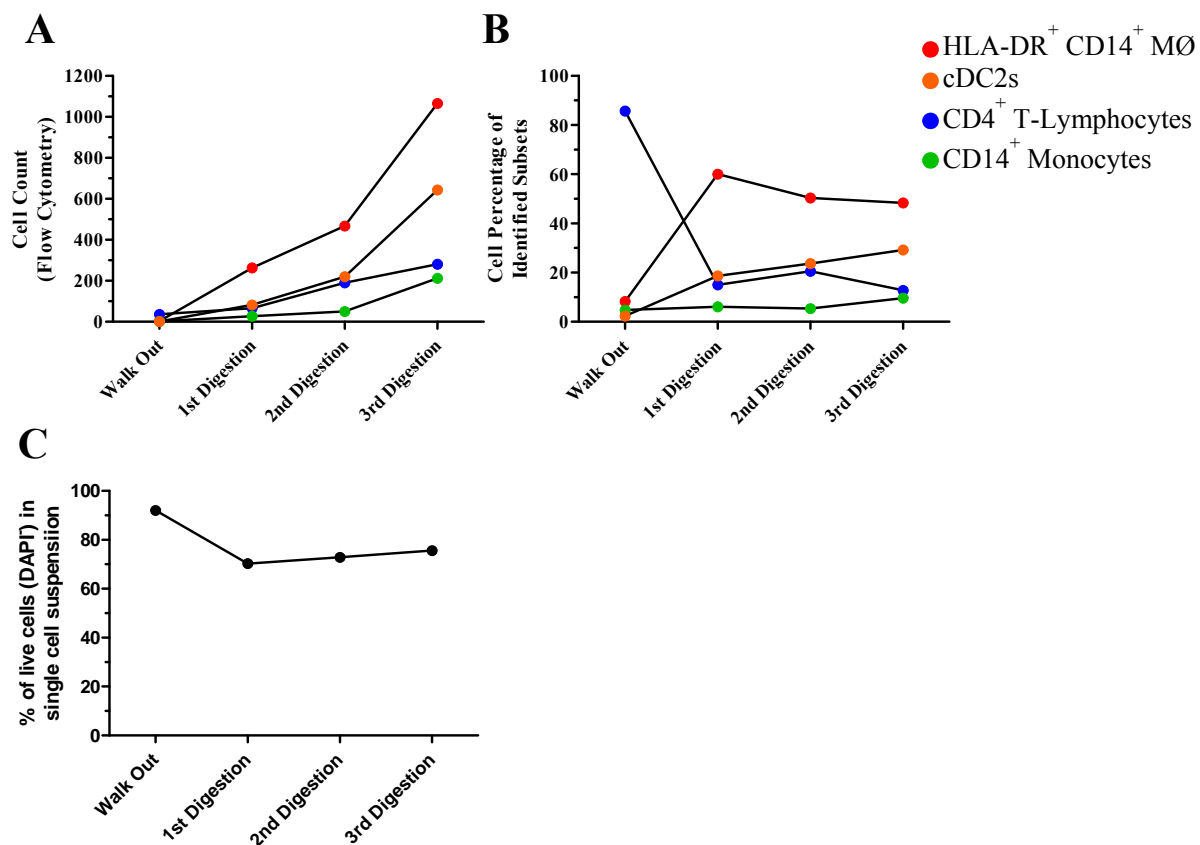 A
B
HLA-DR+ CD14+ MØ
cDC2s
CD4+ T-Lymphocytes
CD14+ Monocytes
Cell Count
(Flow Cytometry)
1200
1000
800
600
400
200
0
Walk Out
1st Digestion
2nd Digestion
3rd Digestion
Cell Percentage of
Identified Subsets
100
80
60
40
20
0
Walk Out
1st Digestion
2nd Digestion
3rd Digestion
C
% of live cells (DAPI-) in
single cell suspensiion
100
80
60
40
20
0
Walk Out
1st Digestion
2nd Digestion
3rd Digestion